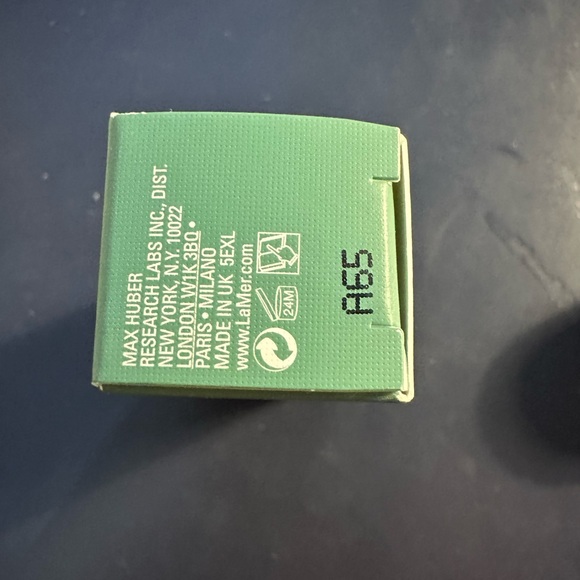 MAX HUBER
RESEARCH LABS INC., DIST.
NEW YORK, N.Y. 10022
LONDON W1K 3BQ •
PARIS • MILANO
MADE IN UK 5EXL
www.LaMer.com
24M
A65